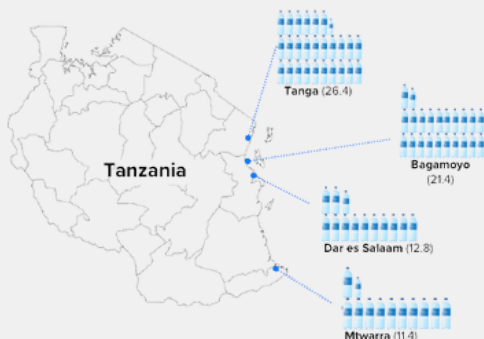 Tanga (26.4)
Tanzania
Bagamoyo
(21.4)
Dar es Salaam (12.8)
Mtwarra (11.4)